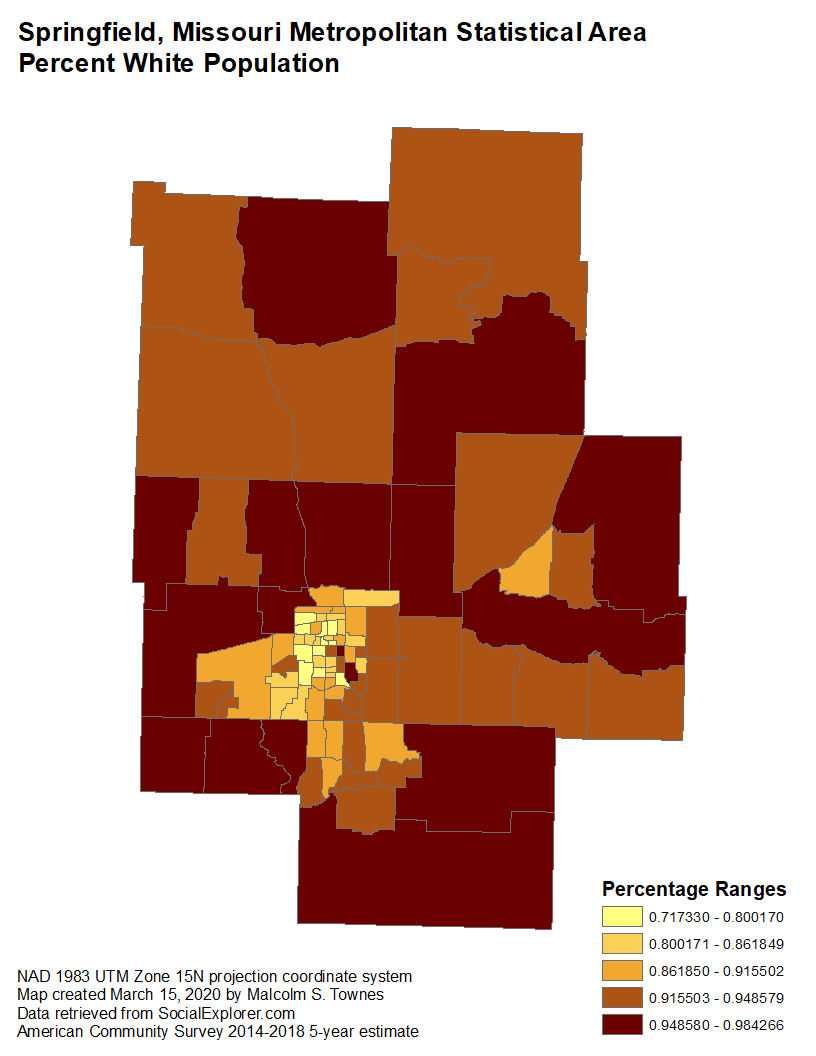 Springfield, Missouri Metropolitan Statistical Area
Percent White Population
Percentage Ranges
0.717330 - 0.800170
0.800171 - 0.861849
0.861850 - 0.915502
0.915503 - 0.948579
0.948580 - 0.984266
NAD 1983 UTM Zone 15N projection coordinate system
Map created March 15, 2020 by Malcolm S. Townes
Data retrieved from SocialExplorer.com
American Community Survey 2014-2018 5-year estimate